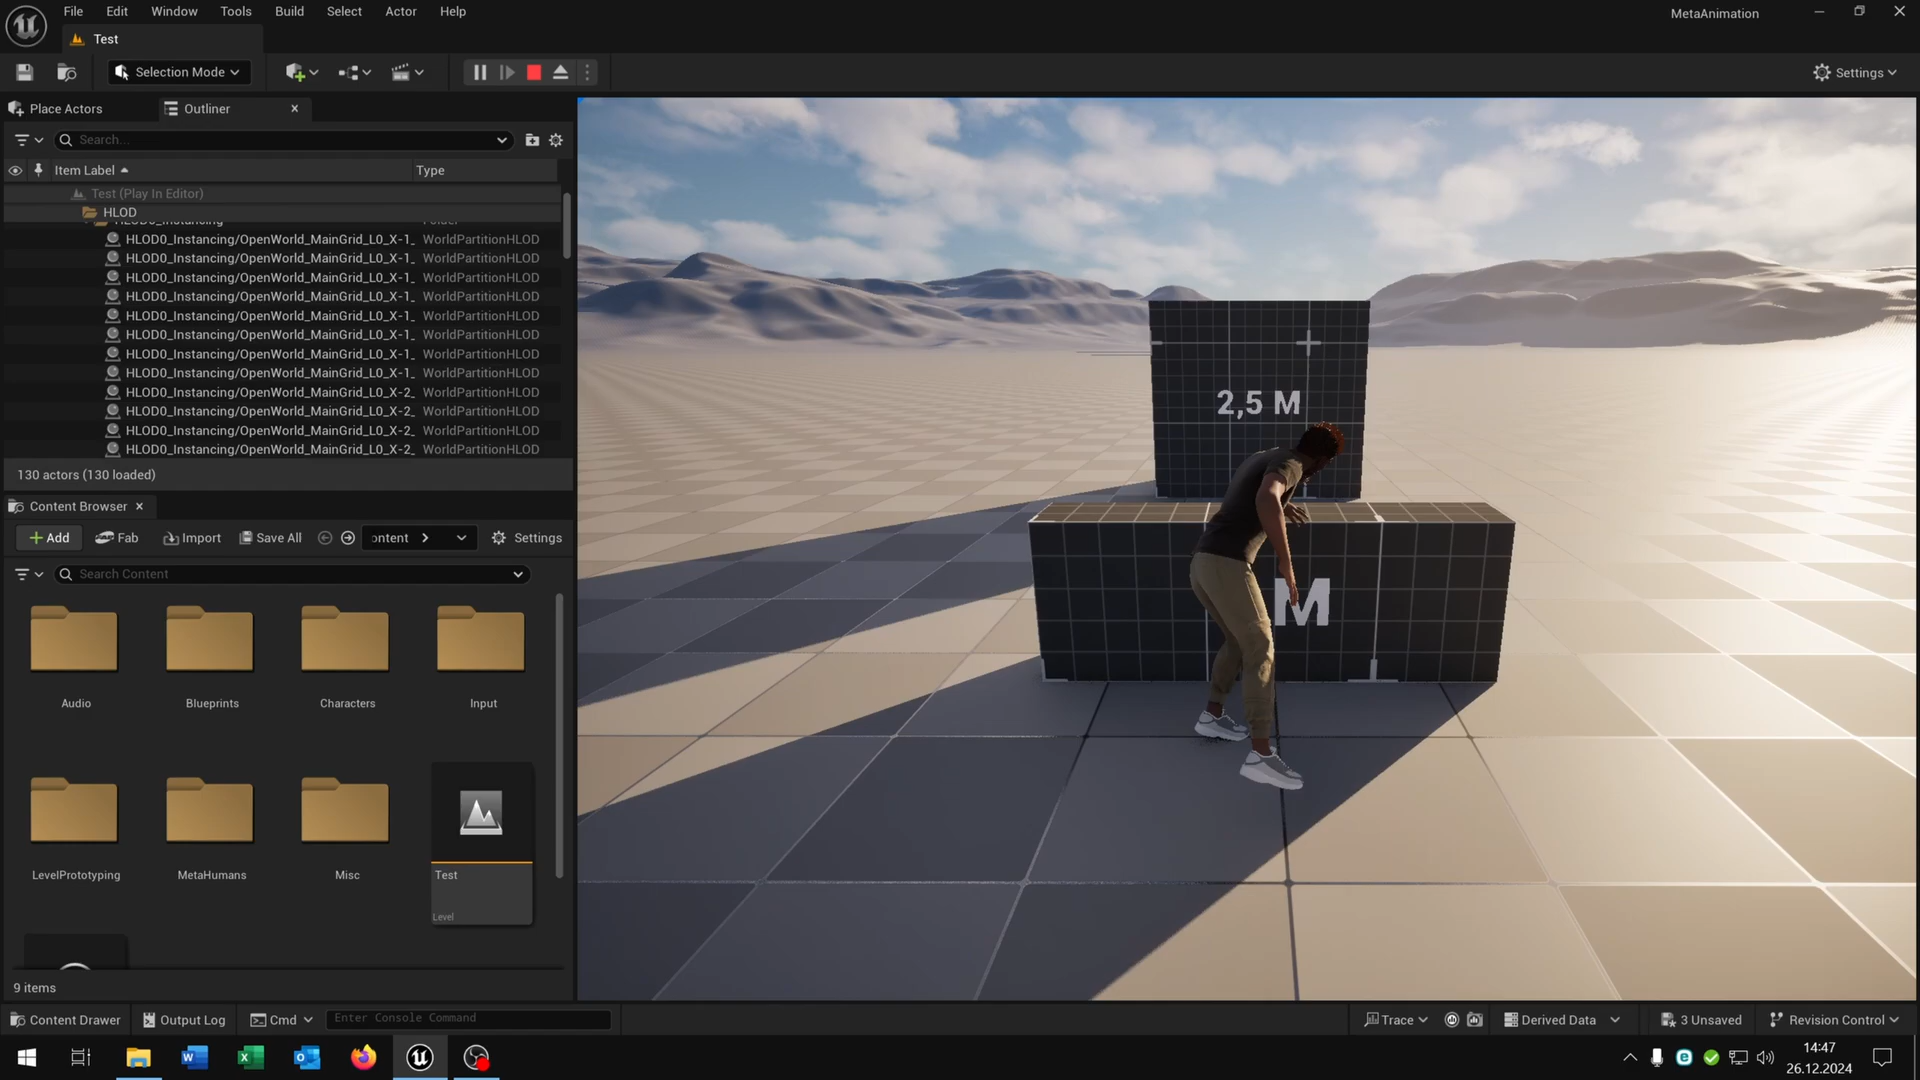 File Edit Window Tools Build Select Actor Help
MetaAnimation
Test
Selection Mode
Settings
Place Actors
Outliner
Search...
Item Label
Type
Test (Play In Editor)
HLOD
HLOD0_Instancing Folder
HLOD0_Instancing/OpenWorld_MainGrid_L0_X-1_ WorldPartitionHLOD
HLOD0_Instancing/OpenWorld_MainGrid_L0_X-1_ WorldPartitionHLOD
HLOD0_Instancing/OpenWorld_MainGrid_L0_X-1_ WorldPartitionHLOD
HLOD0_Instancing/OpenWorld_MainGrid_L0_X-1_ WorldPartitionHLOD
HLOD0_Instancing/OpenWorld_MainGrid_L0_X-1_ WorldPartitionHLOD
HLOD0_Instancing/OpenWorld_MainGrid_L0_X-1_ WorldPartitionHLOD
HLOD0_Instancing/OpenWorld_MainGrid_L0_X-1_ WorldPartitionHLOD
HLOD0_Instancing/OpenWorld_MainGrid_L0_X-1_ WorldPartitionHLOD
HLOD0_Instancing/OpenWorld_MainGrid_L0_X-2_ WorldPartitionHLOD
HLOD0_Instancing/OpenWorld_MainGrid_L0_X-2_ WorldPartitionHLOD
HLOD0_Instancing/OpenWorld_MainGrid_L0_X-2_ WorldPartitionHLOD
HLOD0_Instancing/OpenWorld_MainGrid_L0_X-2_ WorldPartitionHLOD
130 actors (130 loaded)
2,5 M
M
Content Browser
Add Fab Import Save All ontent Settings
Search Content
Audio Blueprints Characters Input
LevelPrototyping MetaHumans Misc Test
Level
9 items
Content Drawer Output Log Cmd Enter Console Command Trace Derived Data 3 Unsaved Revision Control
14:47
26.12.2024